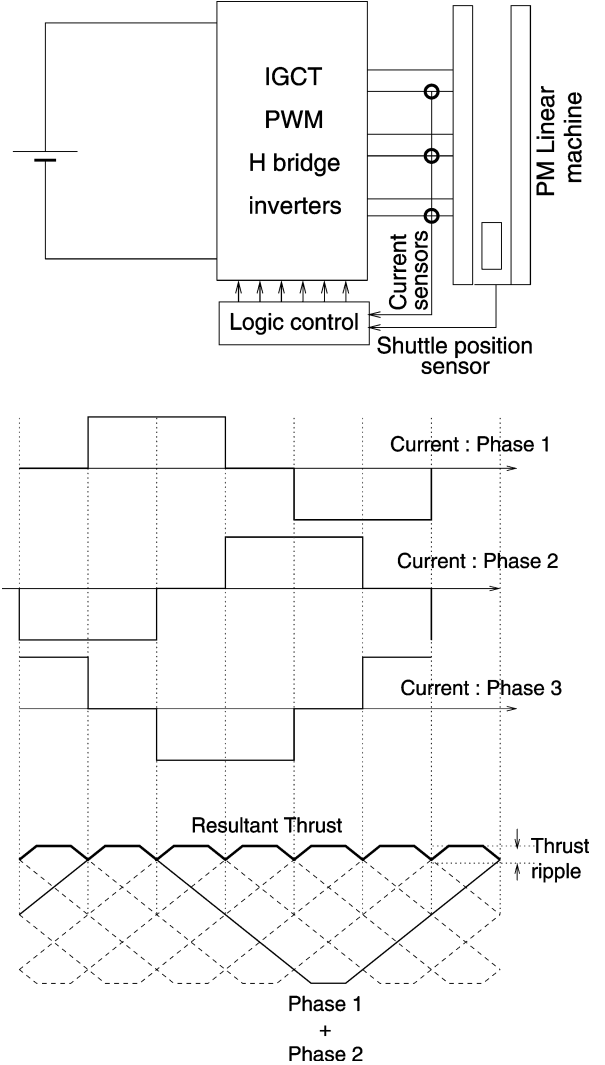 IGCT
PWM
H bridge
inverters
PM Linear
machine
Current
sensors
Logic control
Shuttle position
sensor
Current : Phase 1
Current : Phase 2
Current : Phase 3
Resultant Thrust
Thrust
ripple
Phase 1
+
Phase 2